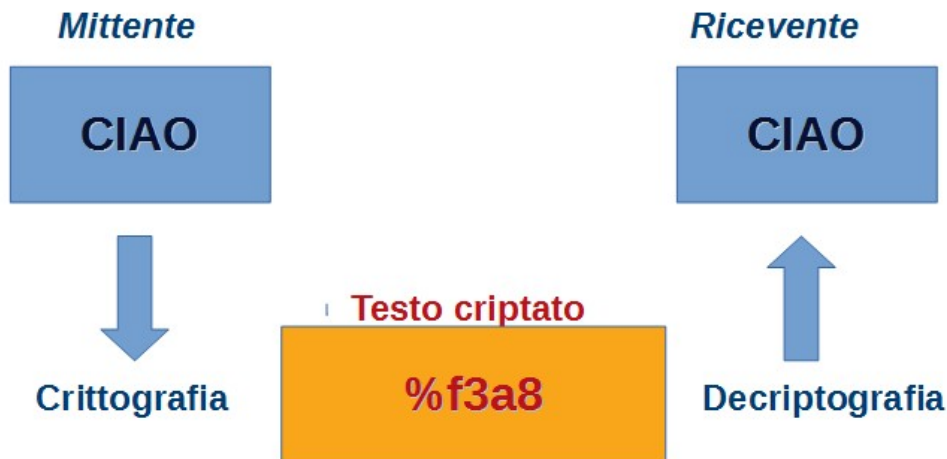 Mittente
Ricevente
CIAO
CIAO
Testo criptato
Crittografia
%f3a8
Decriptografia